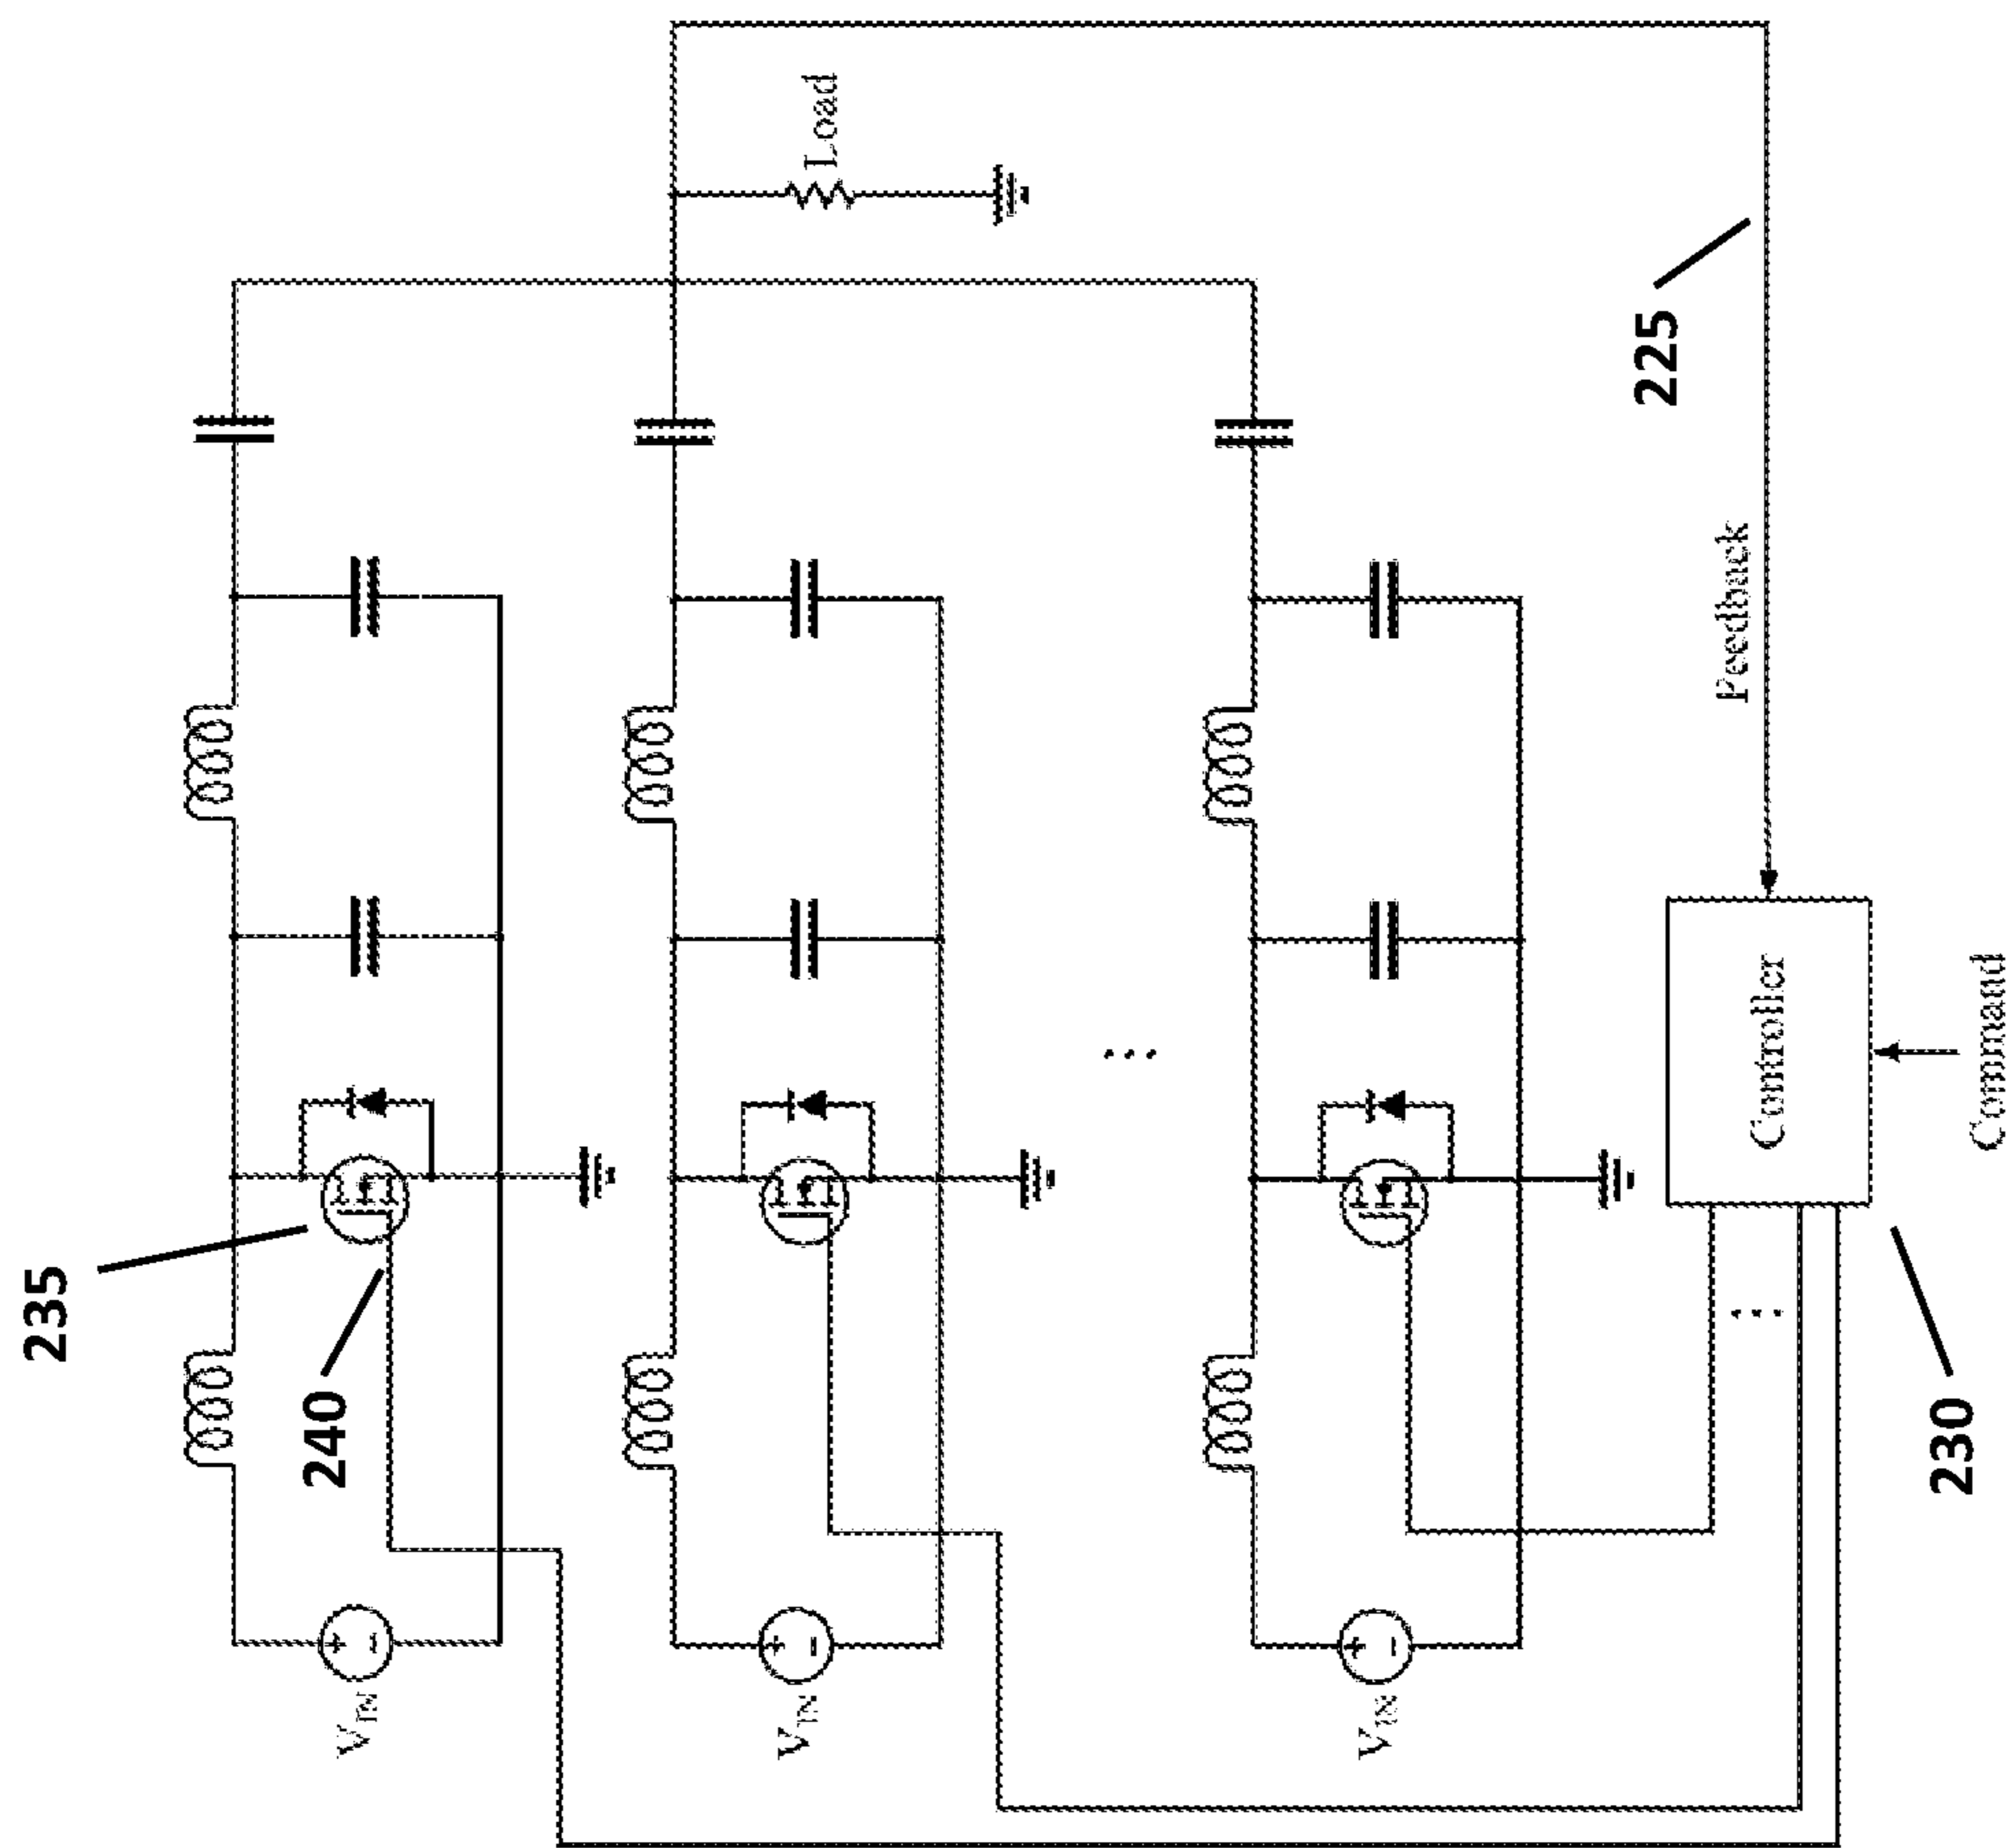 235
240
V_IN
V_IN
V_IN
Load
225
Feedback
Controller
Command
230